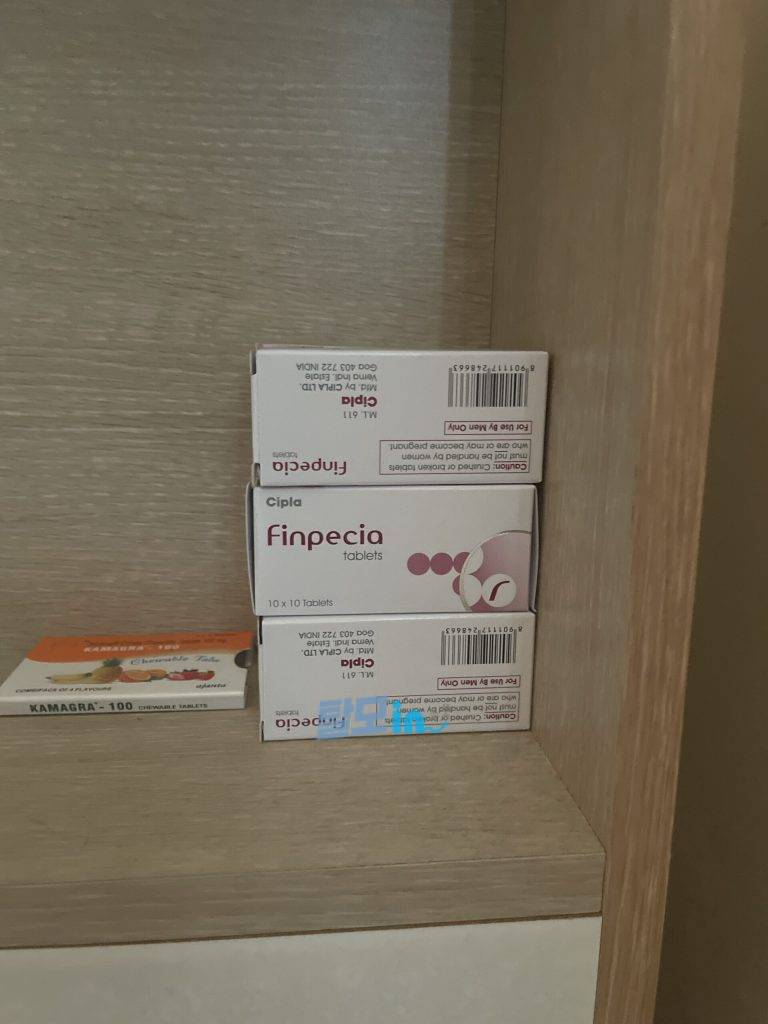 Caution: Crushed or broken tablets
must not be handled by women
who are or may become pregnant.
For Use By Men Only
8 901117 248663
Finpecia
tablets
M.L. 611
Cipla
Mfd. by CIPLA LTD.
Verna Indl. Estate
Goa 403 722 INDIA
Cipla
Finpecia
tablets
10 x 10 Tablets
Caution: Crushed or broken tablets
must not be handled by women
who are or may become pregnant.
For Use By Men Only
8 901117 248663
Finpecia
tablets
M.L. 611
Cipla
Mfd. by CIPLA LTD.
Verna Indl. Estate
Goa 403 722 INDIA
KAMAGRA - 100
Chewable Tabs
COMBIPACK OF 4 FLAVOURS
ajanta
KAMAGRA® - 100 CHEWABLE TABLETS
탈모in